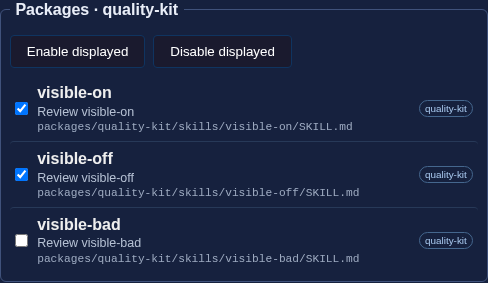 Packages · quality-kit
Enable displayed Disable displayed
visible-on
Review visible-on
packages/quality-kit/skills/visible-on/SKILL.md
quality-kit
visible-off
Review visible-off
packages/quality-kit/skills/visible-off/SKILL.md
quality-kit
visible-bad
Review visible-bad
packages/quality-kit/skills/visible-bad/SKILL.md
quality-kit